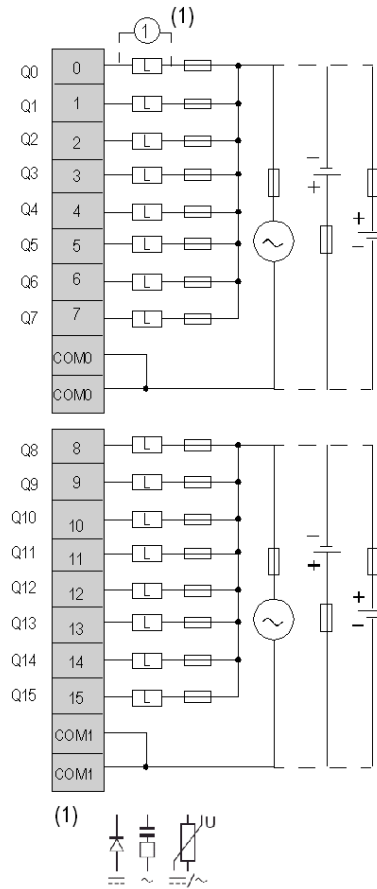 (1)
1
Q0 0 L
Q1 1 L
Q2 2 L
Q3 3 L
Q4 4 L
Q5 5 L
Q6 6 L
Q7 7 L
− +
+ −
~
COM0
COM0
Q8 8 L
Q9 9 L
Q10 10 L
Q11 11 L
Q12 12 L
Q13 13 L
Q14 14 L
Q15 15 L
− +
+ −
~
COM1
COM1
(1)
U
~ /~